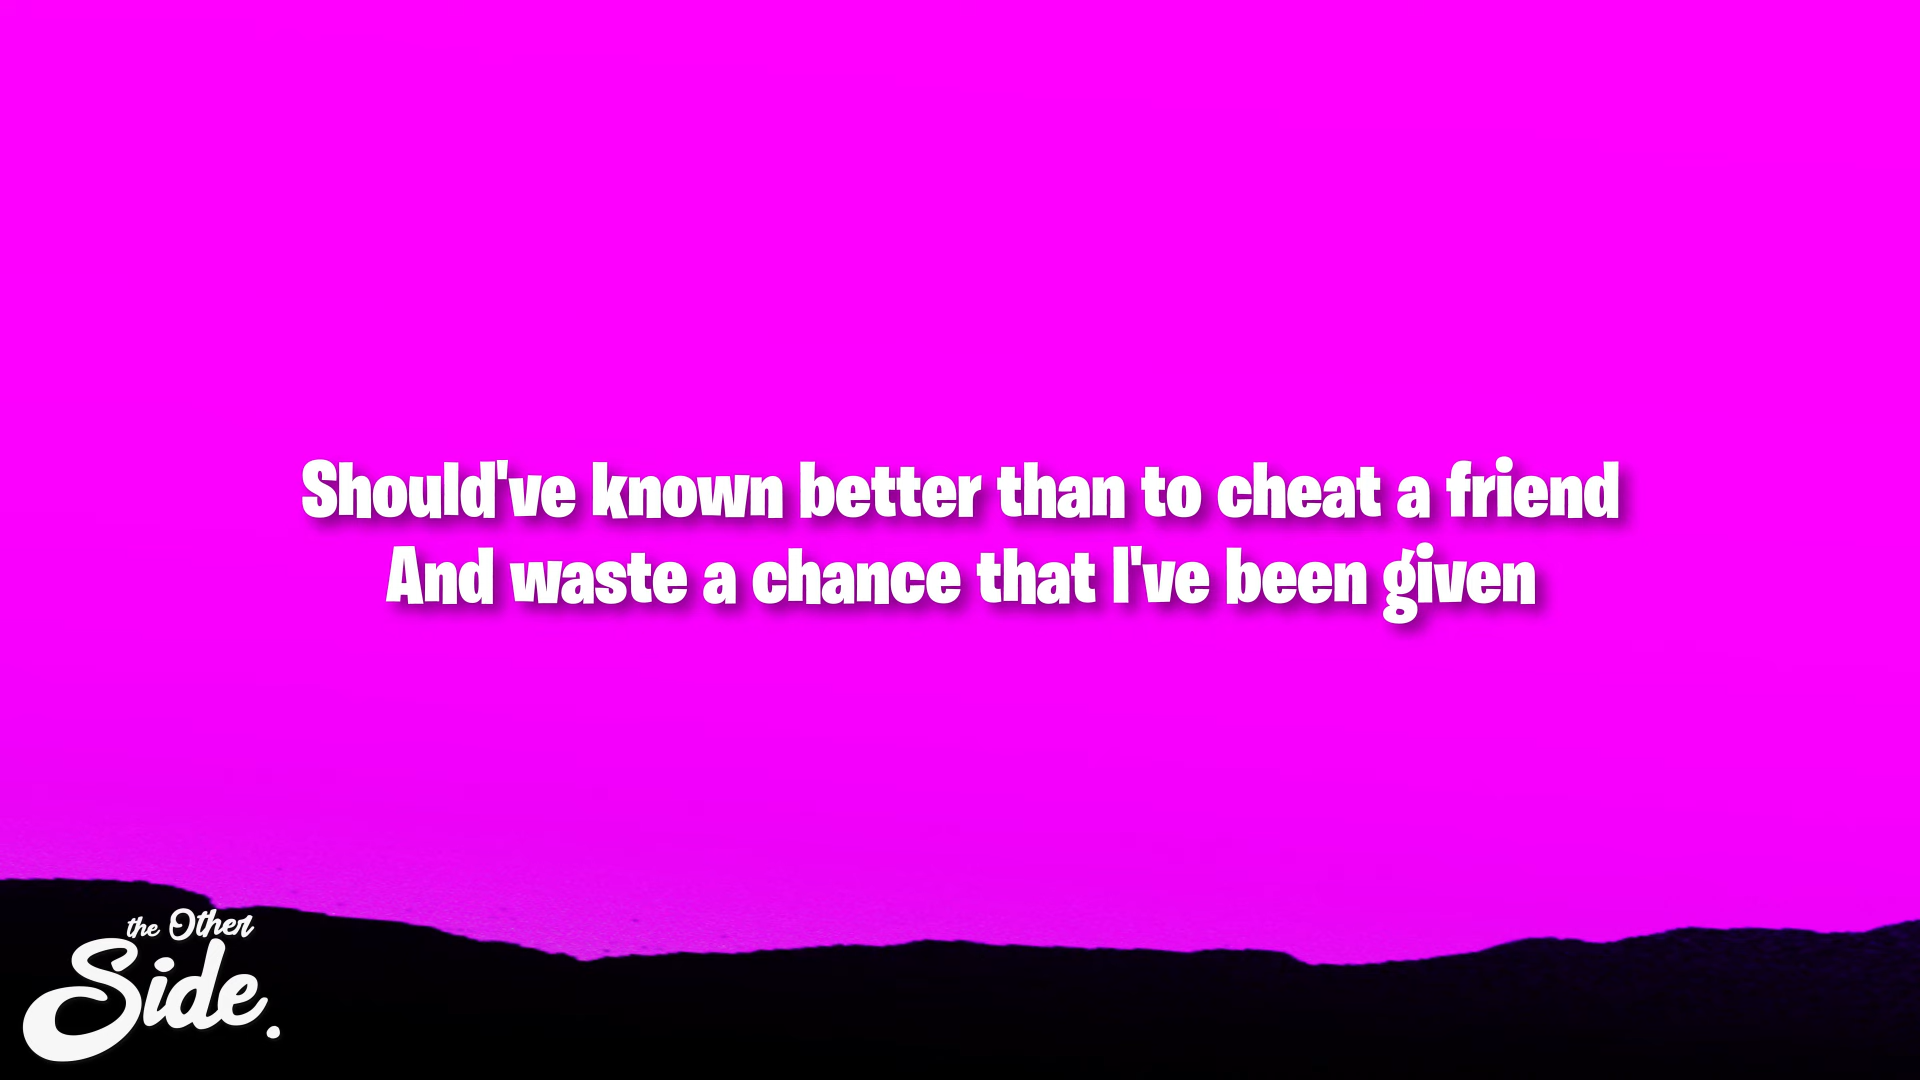 Should've known better than to cheat a friend
And waste a chance that I've been given
the Other
Side.